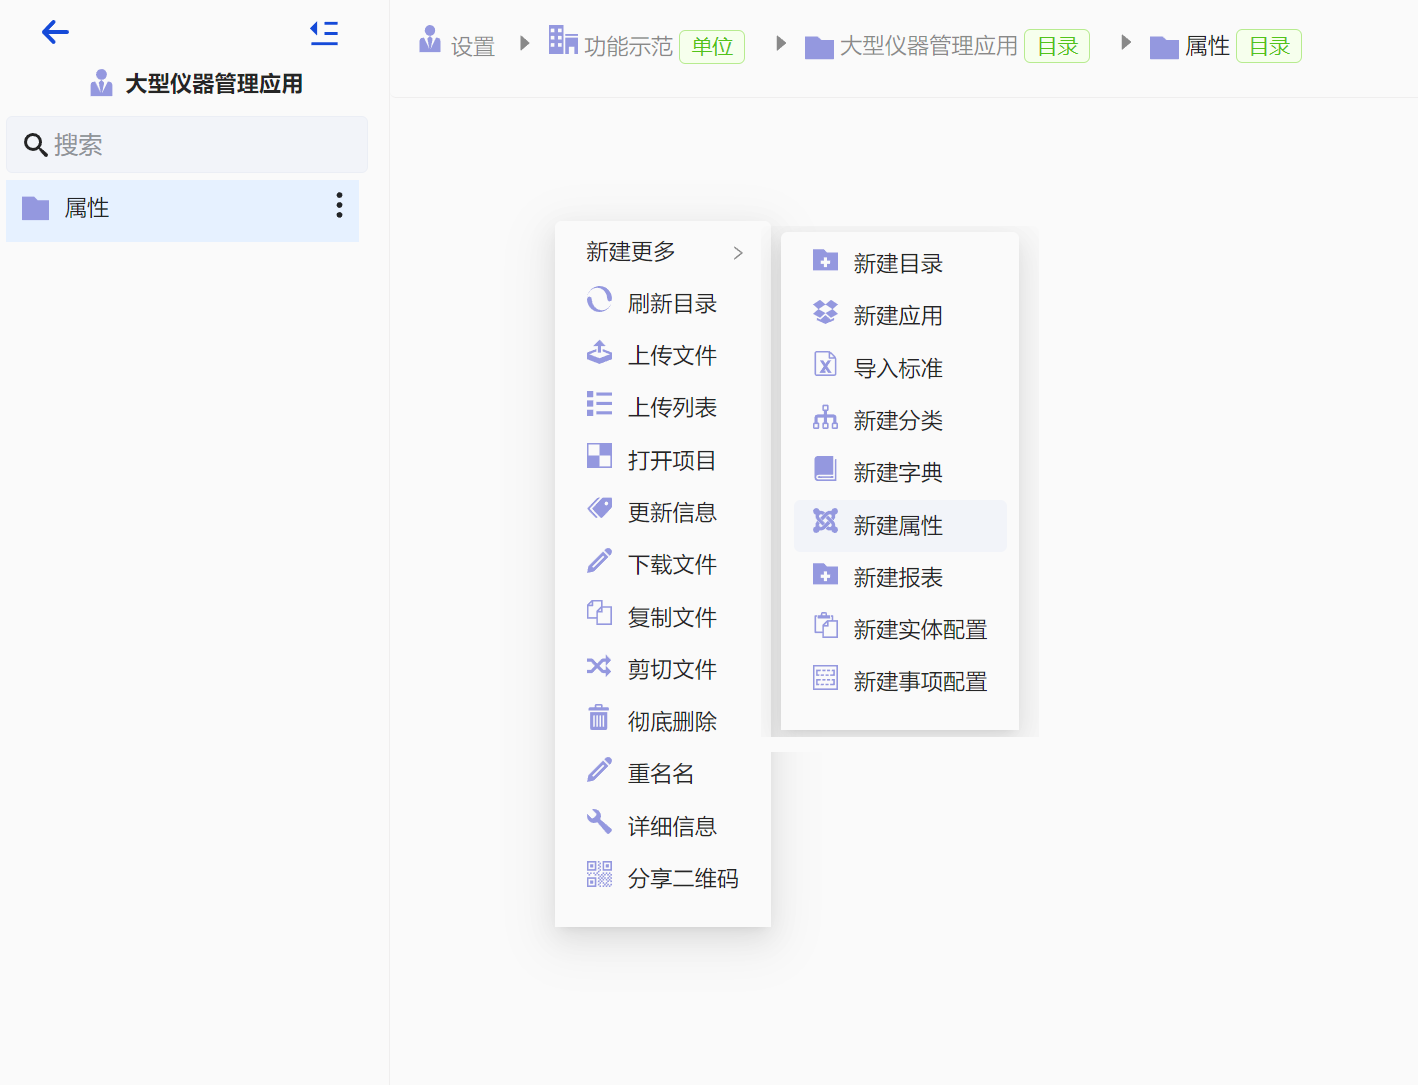 大型仪器管理应用
搜索
属性
设置 功能示范 单位 大型仪器管理应用 目录 属性 目录
新建更多
刷新目录
上传文件
上传列表
打开项目
更新信息
下载文件
复制文件
剪切文件
彻底删除
重名名
详细信息
分享二维码
新建目录
新建应用
导入标准
新建分类
新建字典
新建属性
新建报表
新建实体配置
新建事项配置